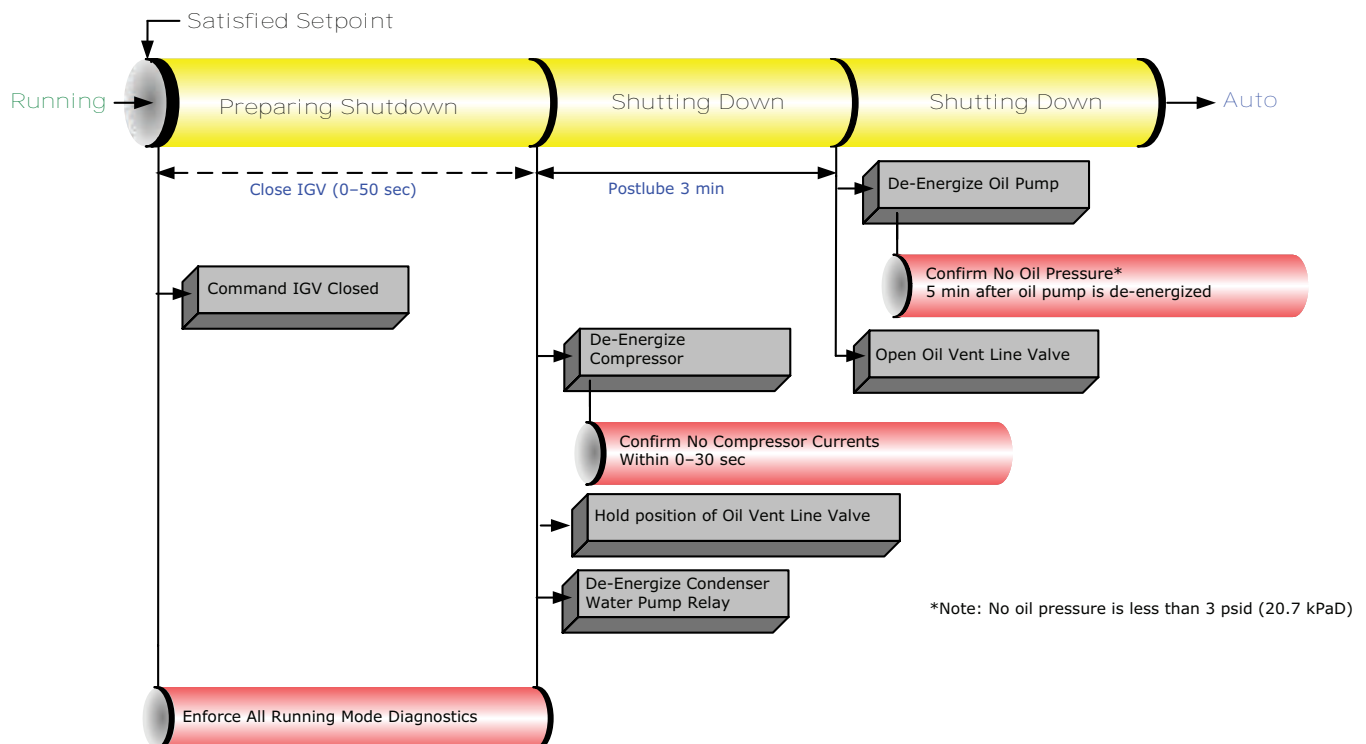 Satisfied Setpoint
Running
Preparing Shutdown
Shutting Down
Shutting Down
Auto
Close IGV (0–50 sec)
Postlube 3 min
De-Energize Oil Pump
Confirm No Oil Pressure*
5 min after oil pump is de-energized
Command IGV Closed
De-Energize
Compressor
Open Oil Vent Line Valve
Confirm No Compressor Currents
Within 0–30 sec
Hold position of Oil Vent Line Valve
De-Energize Condenser
Water Pump Relay
*Note: No oil pressure is less than 3 psid (20.7 kPaD)
Enforce All Running Mode Diagnostics